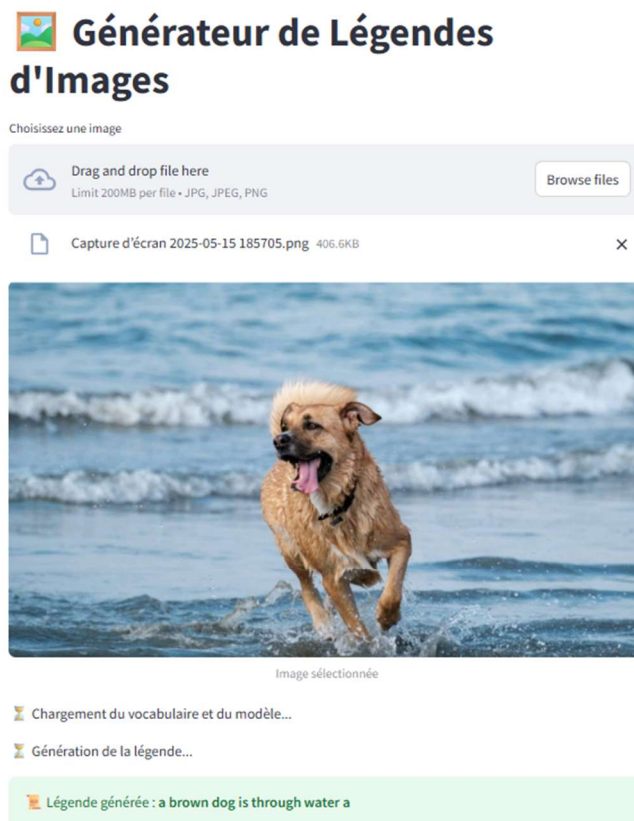 Générateur de Légendes
d'Images
Choisissez une image
Drag and drop file here
Limit 200MB per file • JPG, JPEG, PNG
Browse files
Capture d'écran 2025-05-15 185705.png 406.6KB
Image sélectionnée
Chargement du vocabulaire et du modèle...
Génération de la légende...
Légende générée : a brown dog is through water a